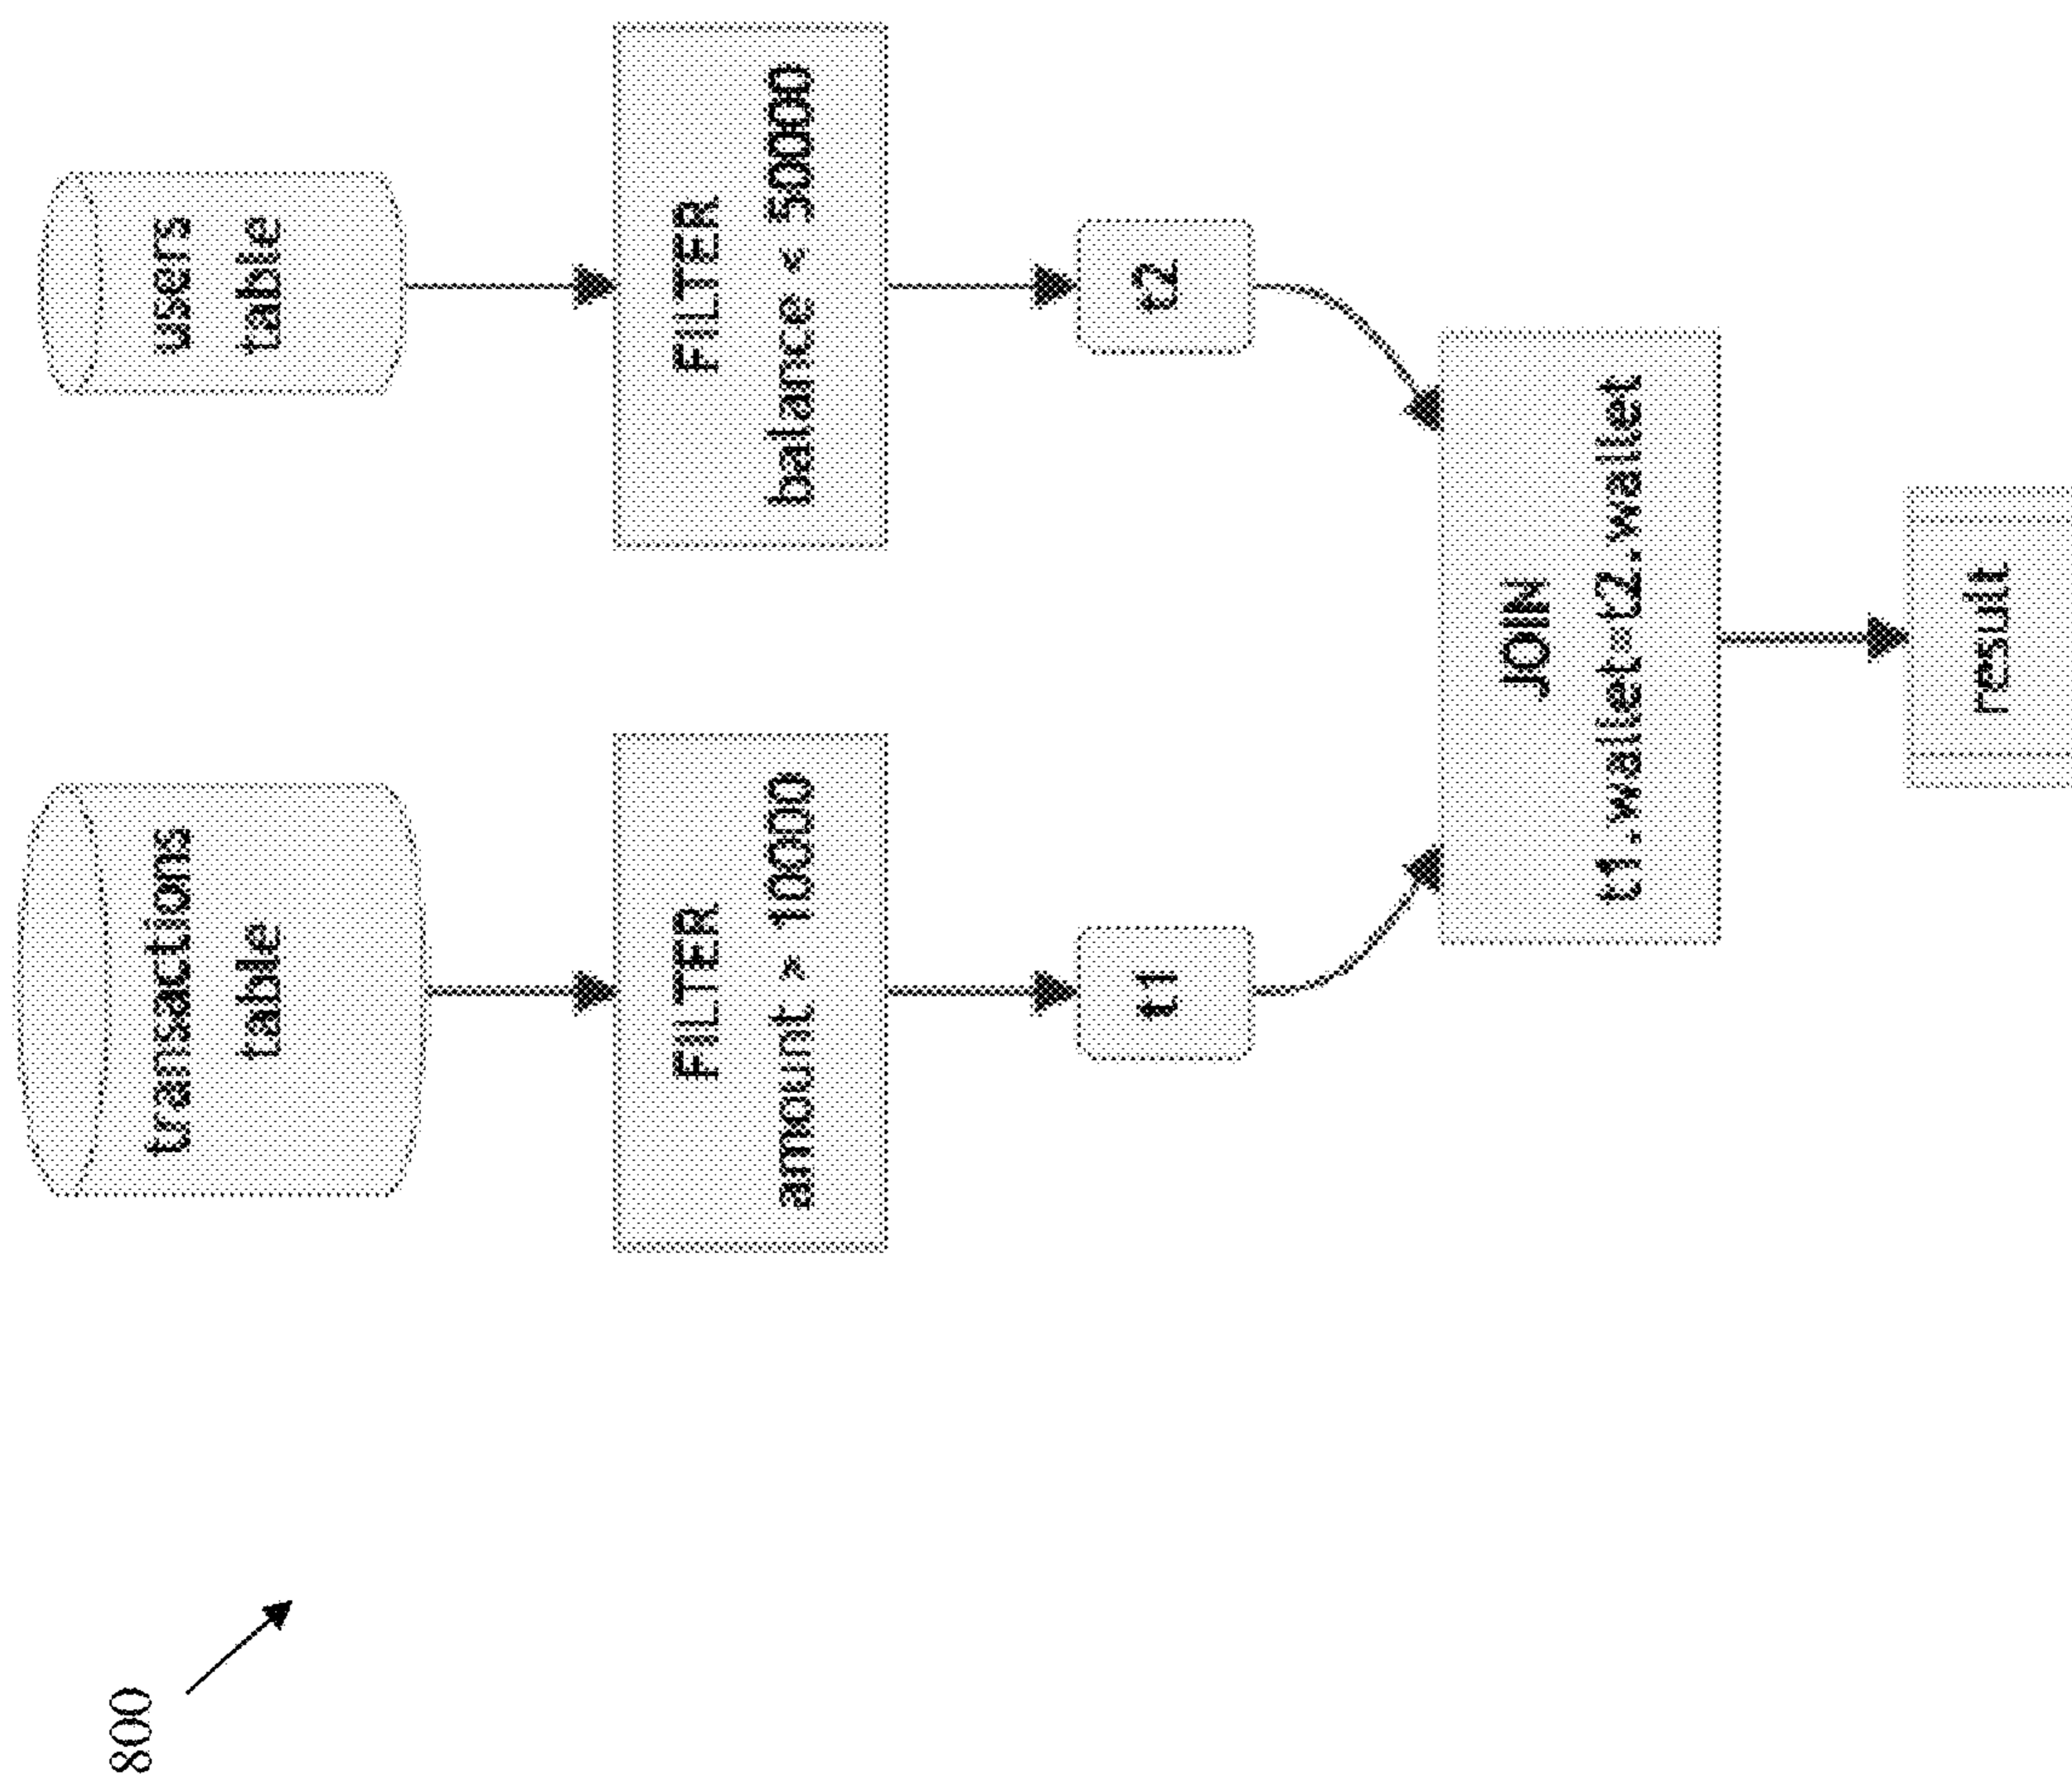 800
transactions
table
users
table
FILTER
amount > 10000
FILTER
balance < 50000
t1
t2
JOIN
t1.wallet=t2.wallet
result